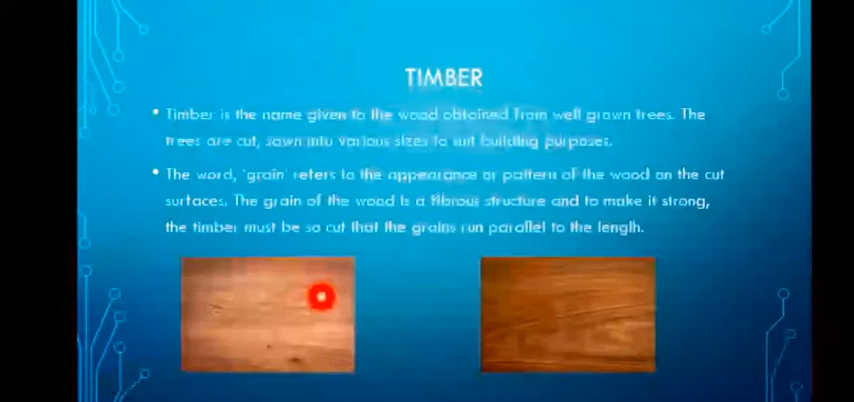 TIMBER
• Timber is the name given to the wood obtained from well grown trees. The
trees are cut, sawn into various sizes to suit building purposes.
• The word, 'grain' refers to the appearance or pattern of the wood on the cut
surfaces. The grain of the wood is a fibrous structure and to make it strong,
the timber must be so cut that the grains run parallel to the length.